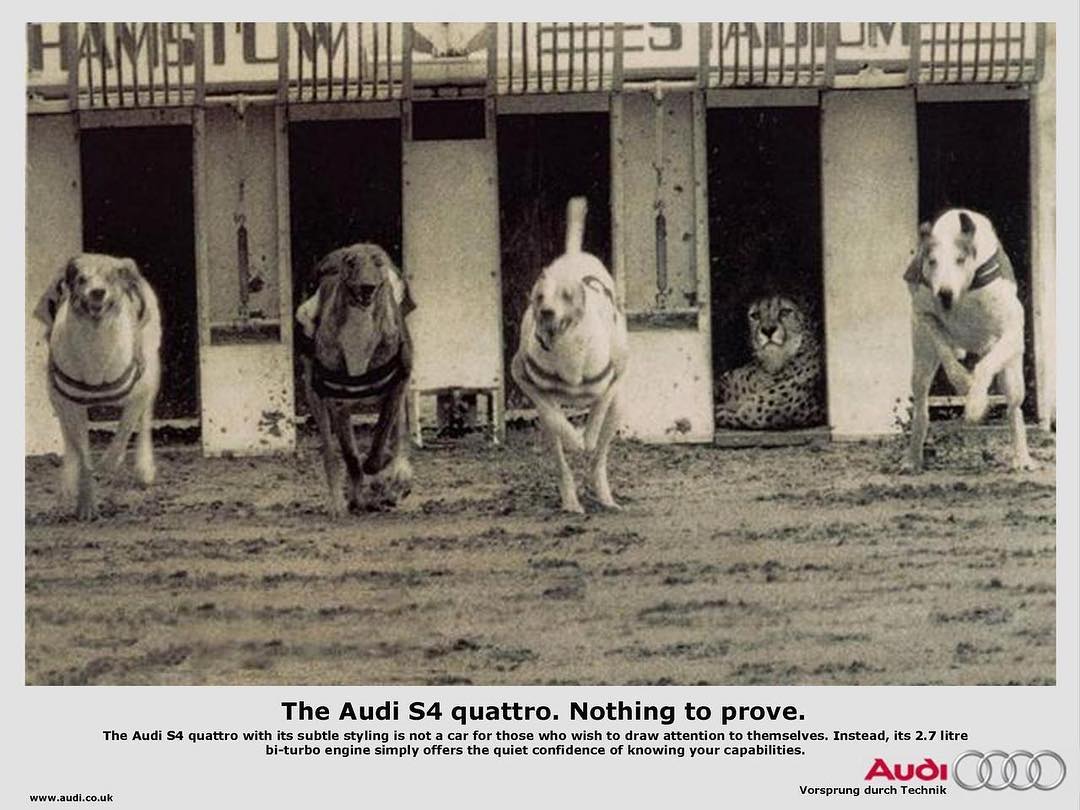 HAMSTOW
STADIUM
The Audi S4 quattro. Nothing to prove.
The Audi S4 quattro with its subtle styling is not a car for those who wish to draw attention to themselves. Instead, its 2.7 litre
bi-turbo engine simply offers the quiet confidence of knowing your capabilities.
Audi
Vorsprung durch Technik
www.audi.co.uk